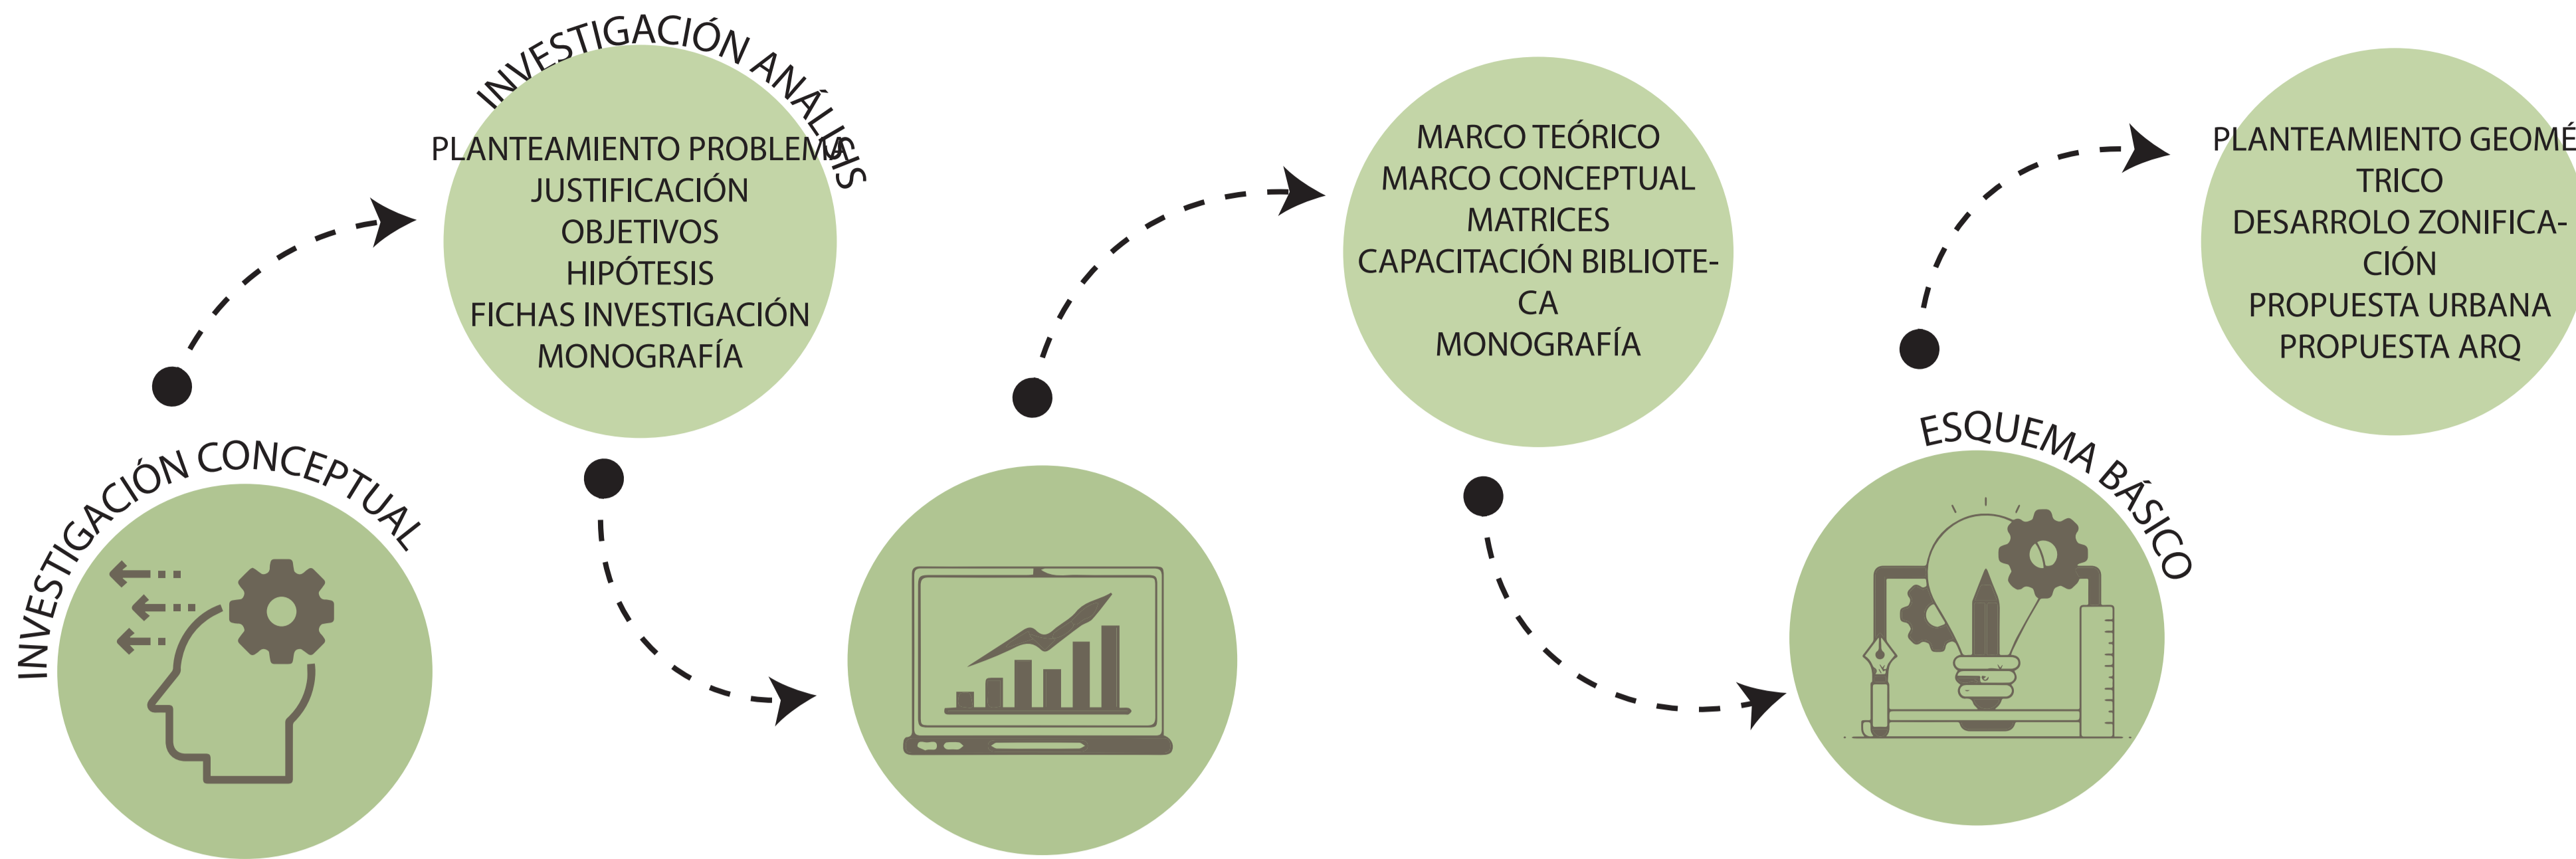 INVESTIGACIÓN CONCEPTUAL
INVESTIGACIÓN ANÁLISIS
PLANTEAMIENTO PROBLEMA
JUSTIFICACIÓN
OBJETIVOS
HIPÓTESIS
FICHAS INVESTIGACIÓN
MONOGRAFÍA
MARCO TEÓRICO
MARCO CONCEPTUAL
MATRICES
CAPACITACIÓN BIBLIOTE-
CA
MONOGRAFÍA
ESQUEMA BÁSICO
PLANTEAMIENTO GEOMÉ
TRICO
DESARROLO ZONIFICA-
CIÓN
PROPUESTA URBANA
PROPUESTA ARQ